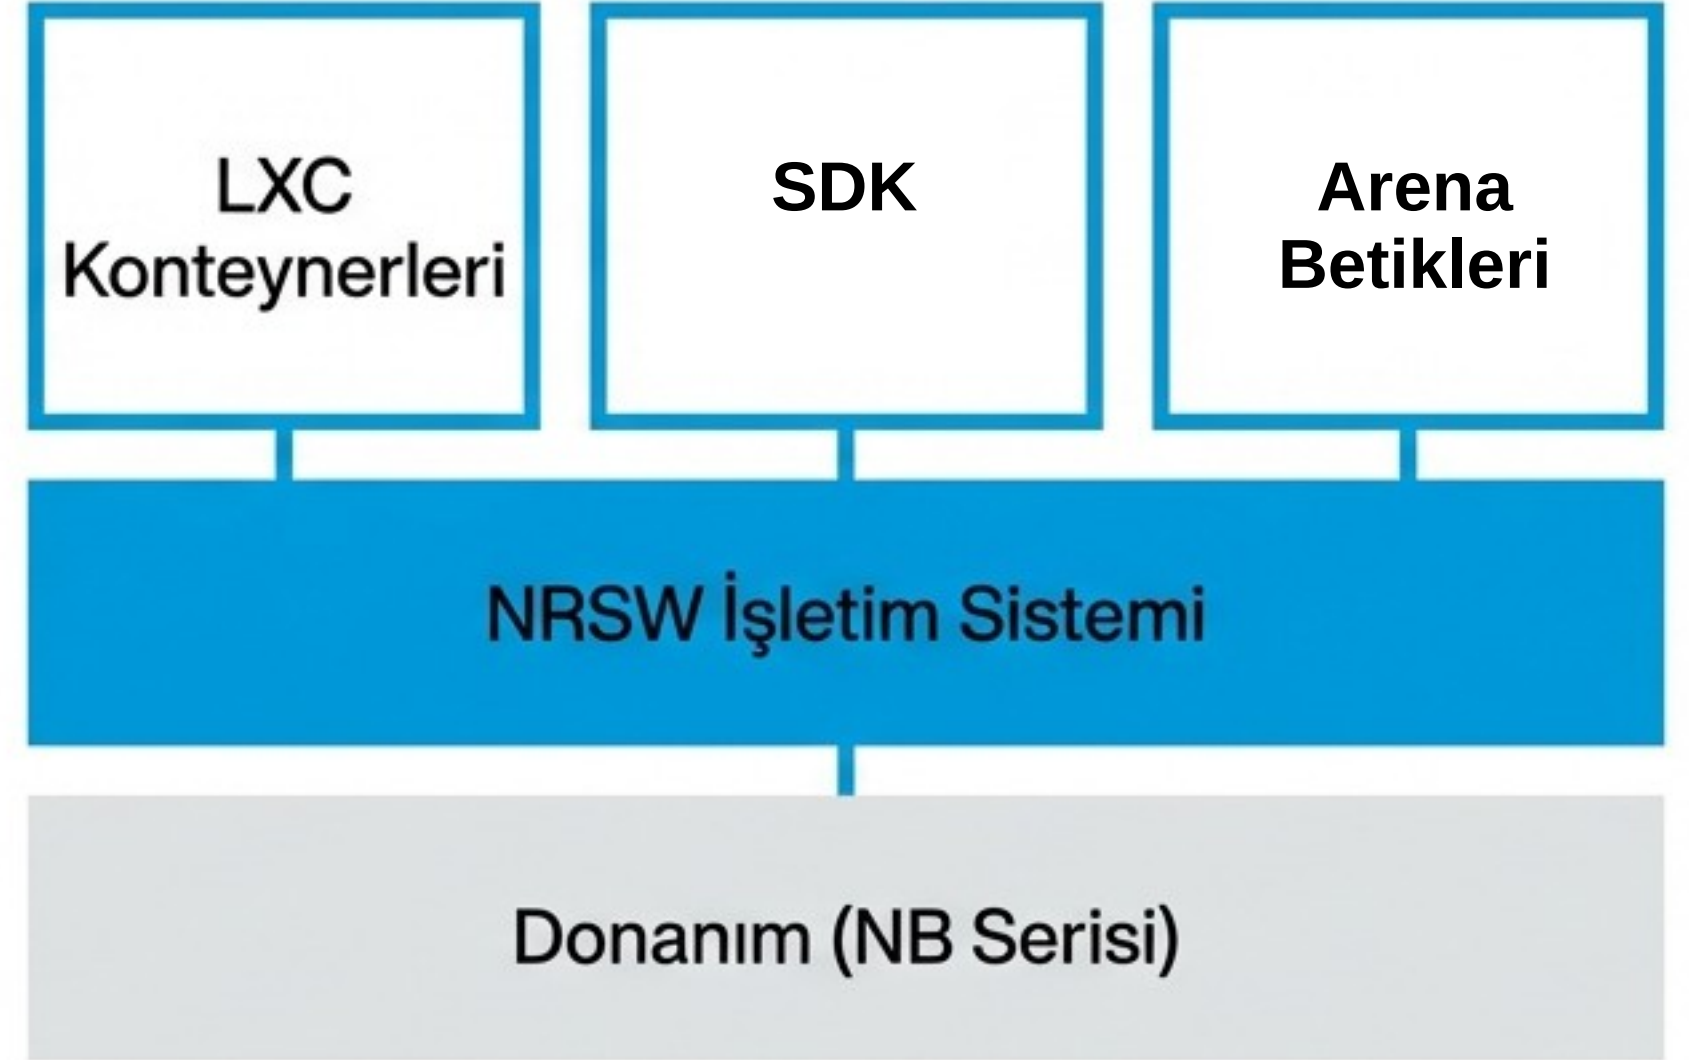 LXC
Konteynerleri
SDK
Arena
Betikleri
NRSW İşletim Sistemi
Donanım (NB Serisi)